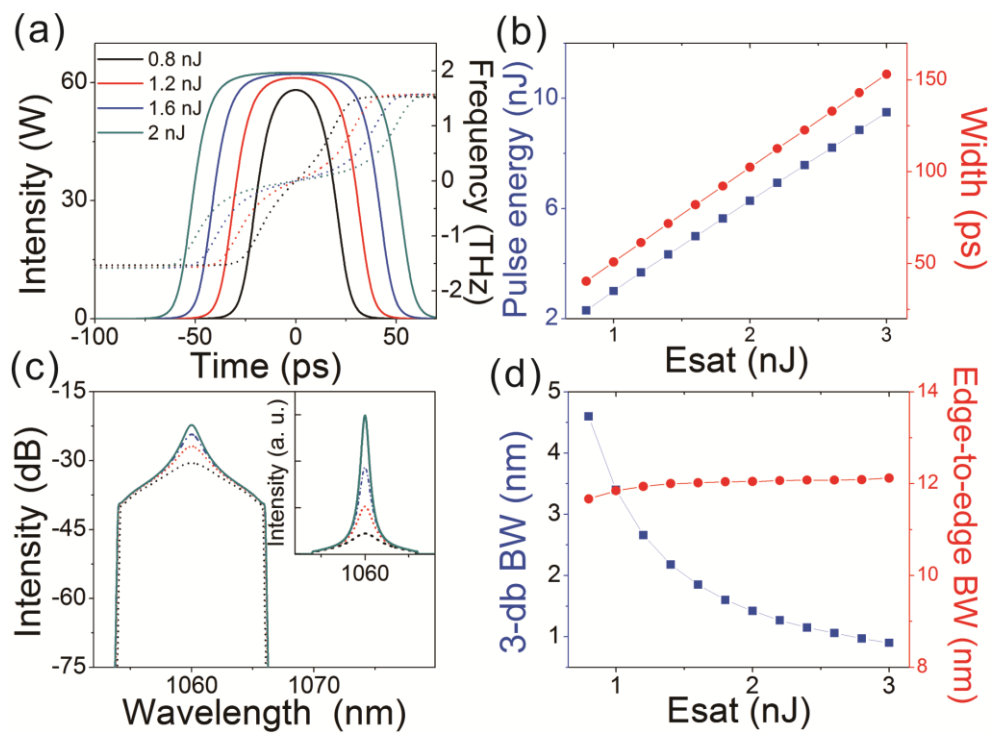 (a)
0.8 nJ
1.2 nJ
1.6 nJ
2 nJ
60
30
0
Intensity (W)
2
1
0
-1
-2
Frequency (THz)
-100
-50
0
50
Time (ps)
(b)
10
6
2
Pulse energy (nJ)
150
100
50
Width (ps)
1
2
3
Esat (nJ)
(c)
-15
-30
-45
-60
-75
Intensity (dB)
1060
1070
Wavelength (nm)
Intensity (a. u.)
1060
(d)
5
4
3
2
1
3-db BW (nm)
14
12
10
8
Edge-to-edge BW (nm)
1
2
3
Esat (nJ)